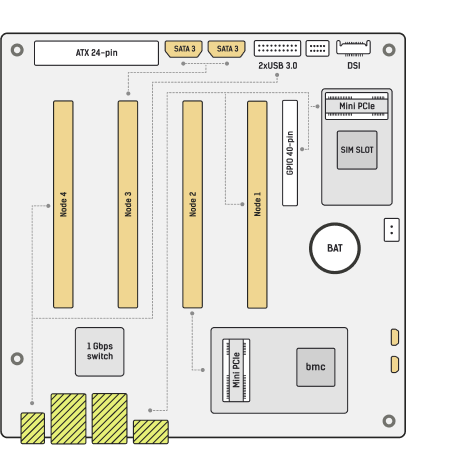 ATX 24-pin
SATA 3
SATA 3
2xUSB 3.0
DSI
Mini PCIe
SIM SLOT
GPIO 40-pin
Node 4
Node 3
Node 2
Node 1
BAT
1 Gbps
switch
Mini PCIe
bmc